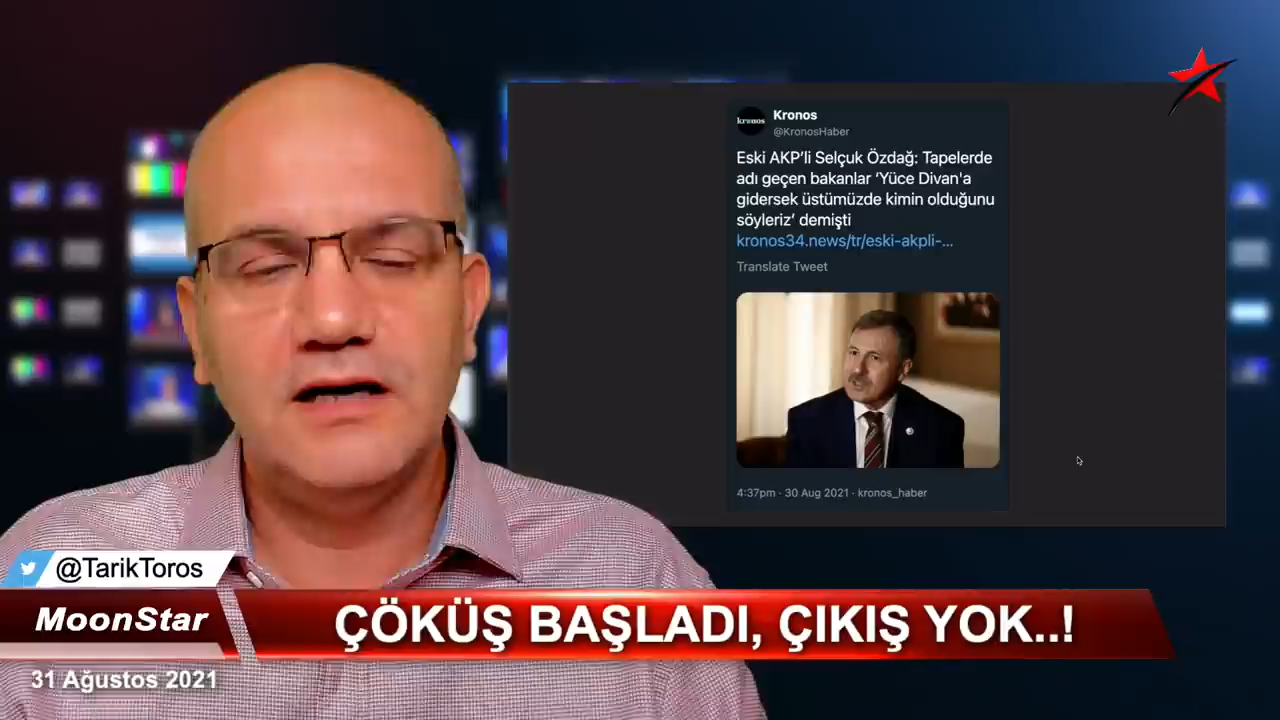 kronos
Kronos
@KronosHaber
Eski AKP'li Selçuk Özdağ: Tapelerde
adı geçen bakanlar ‘Yüce Divan'a
gidersek üstümüzde kimin olduğunu
söyleriz’ demişti
kronos34.news/tr/eski-akpli-...
Translate Tweet
4:37pm · 30 Aug 2021 · kronos_haber
@TarikToros
MoonStar
ÇÖKÜŞ BAŞLADI, ÇIKIŞ YOK..!
31 Ağustos 2021